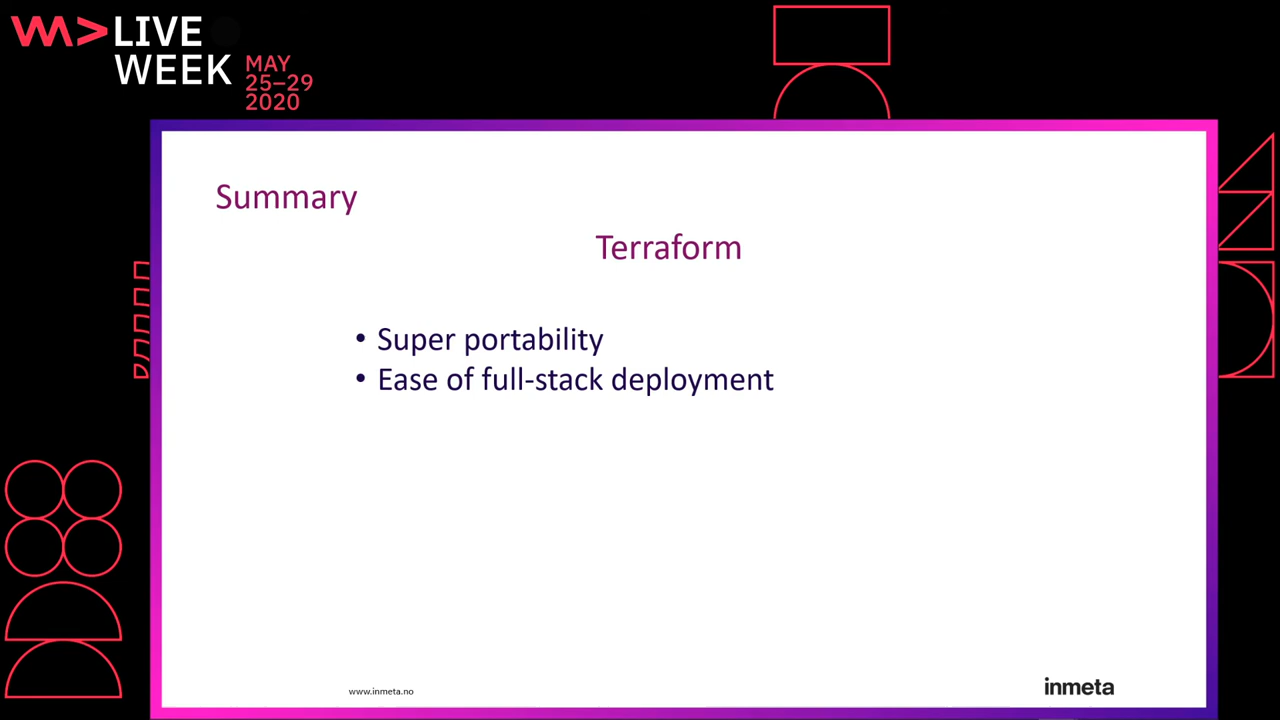 LIVE
WEEK
MAY
25–29
2020
Summary
Terraform
• Super portability
• Ease of full-stack deployment
www.inmeta.no
inmeta